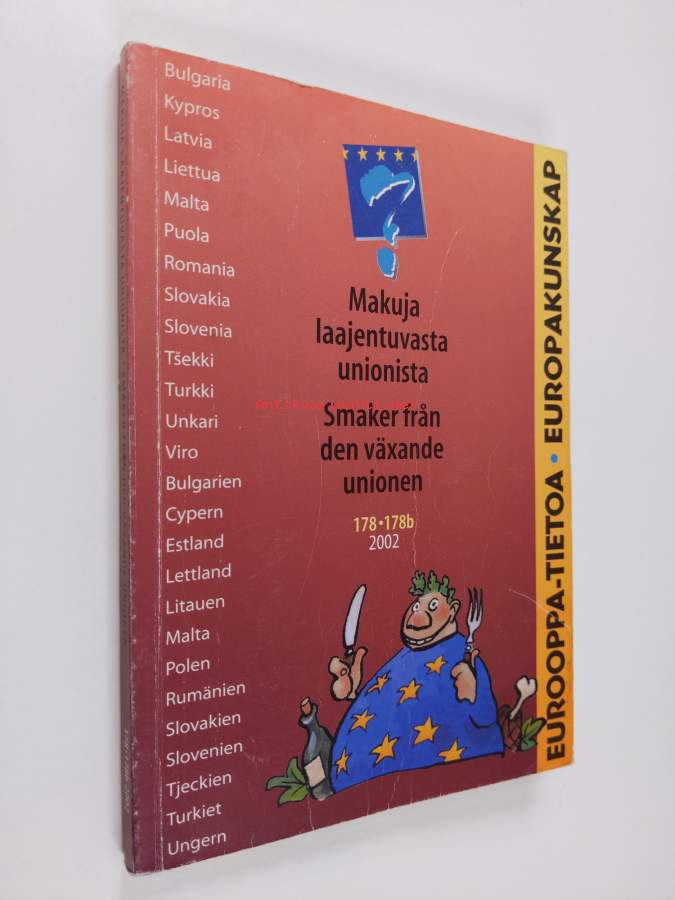 Bulgaria
Kypros
Latvia
Liettua
Malta
Puola
Romania
Slovakia
Slovenia
Tšekki
Turkki
Unkari
Viro
Bulgarien
Cypern
Estland
Lettland
Litauen
Malta
Polen
Rumänien
Slovakien
Slovenien
Tjeckien
Turkiet
Ungern
Makuja
laajentuvasta
unionista
Smaker från
den växande
unionen
178 • 178b
2002
EUROOPPA-TIETOA • EUROPAKUNSKAP